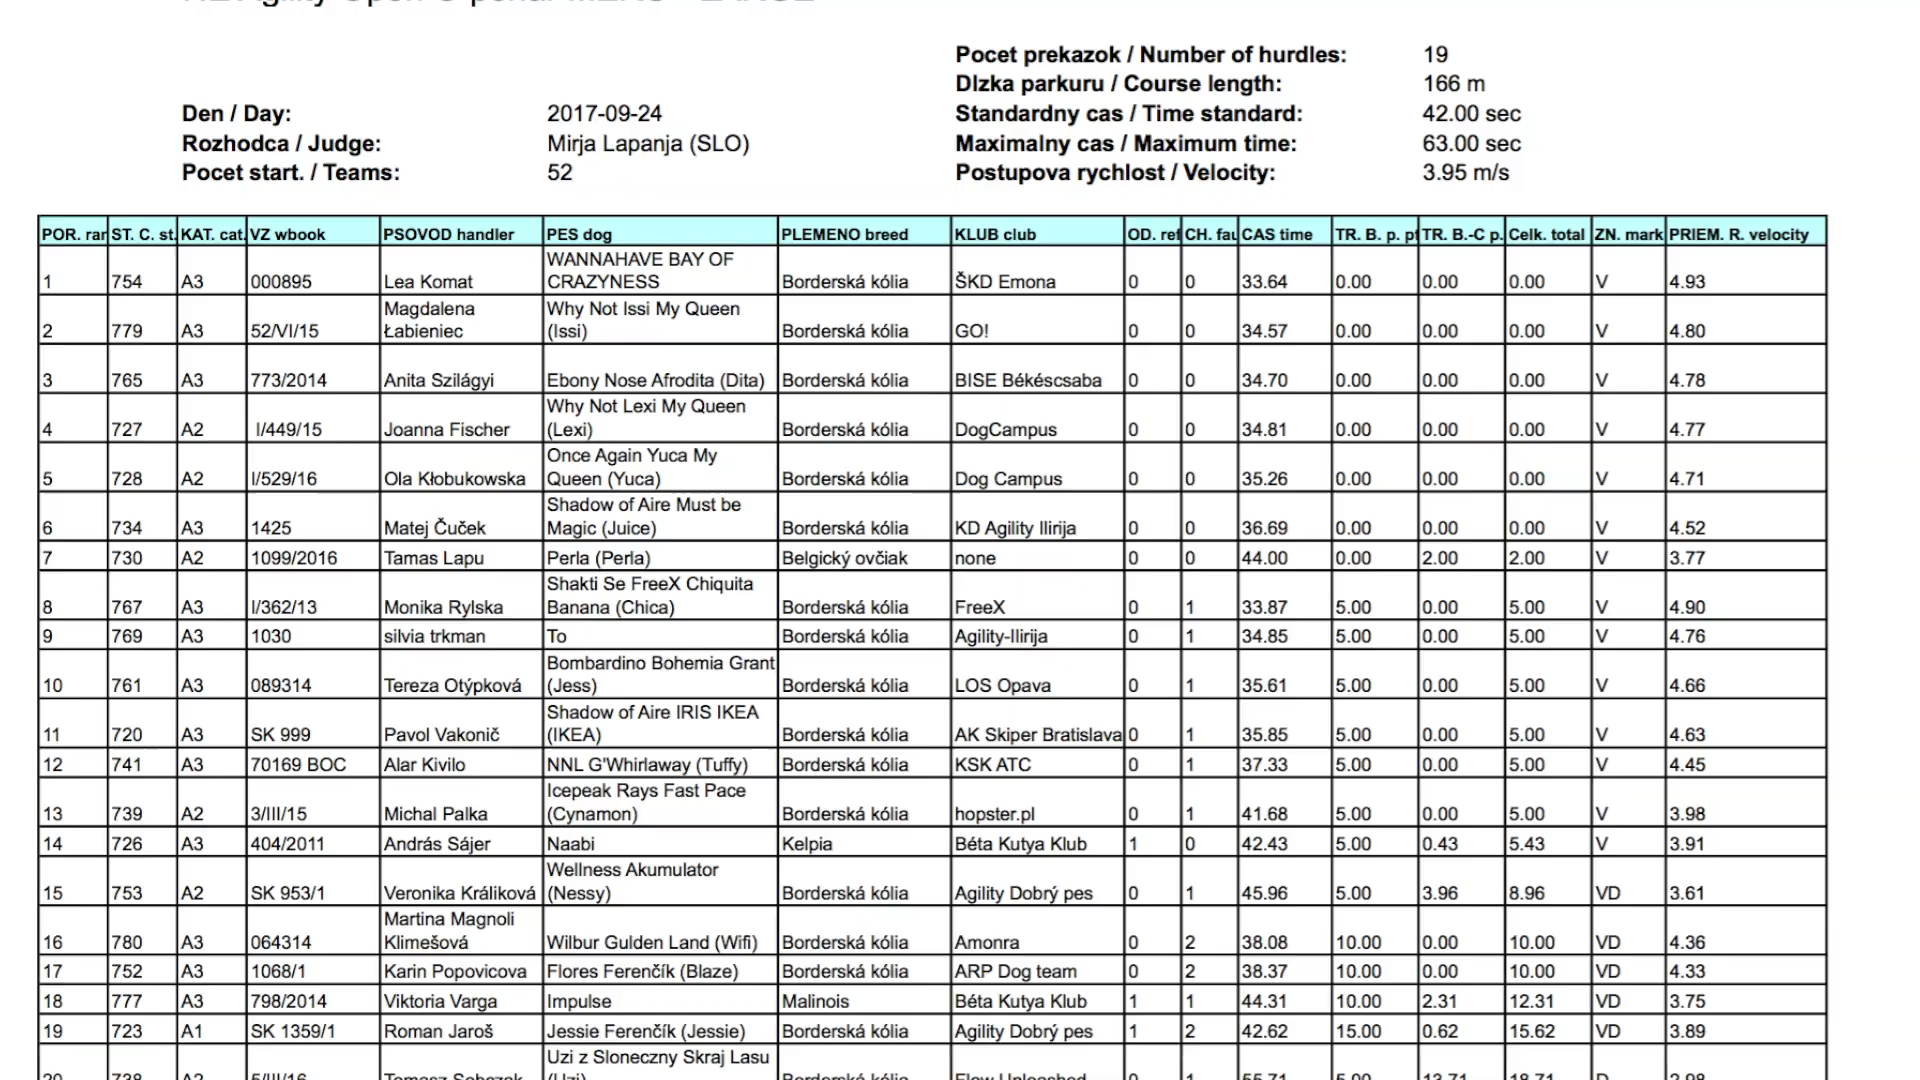 Pocet prekazok / Number of hurdles: 19
Dlzka parkuru / Course length: 166 m
Den / Day: 2017-09-24 Standardny cas / Time standard: 42.00 sec
Rozhodca / Judge: Mirja Lapanja (SLO) Maximalny cas / Maximum time: 63.00 sec
Pocet start. / Teams: 52 Postupova rychlost / Velocity: 3.95 m/s
POR. ran ST. C. st. KAT. cat. VZ wbook PSOVOD handler PES dog PLEMENO breed KLUB club OD. ref CH. fau CAS time TR. B. p. pf TR. B.-C p. Celk. total ZN. mark PRIEM. R. velocity
WANNAHAVE BAY OF
1 754 A3 000895 Lea Komat CRAZYNESS Borderská kólia ŠKD Emona 0 0 33.64 0.00 0.00 0.00 V 4.93
Magdalena Why Not Issi My Queen
2 779 A3 52/VI/15 Łabieniec (Issi) Borderská kólia GO! 0 0 34.57 0.00 0.00 0.00 V 4.80
3 765 A3 773/2014 Anita Szilágyi Ebony Nose Afrodita (Dita) Borderská kólia BISE Békéscsaba 0 0 34.70 0.00 0.00 0.00 V 4.78
Why Not Lexi My Queen
4 727 A2 I/449/15 Joanna Fischer (Lexi) Borderská kólia DogCampus 0 0 34.81 0.00 0.00 0.00 V 4.77
Once Again Yuca My
5 728 A2 I/529/16 Ola Kłobukowska Queen (Yuca) Borderská kólia Dog Campus 0 0 35.26 0.00 0.00 0.00 V 4.71
Shadow of Aire Must be
6 734 A3 1425 Matej Čuček Magic (Juice) Borderská kólia KD Agility Ilirija 0 0 36.69 0.00 0.00 0.00 V 4.52
7 730 A2 1099/2016 Tamas Lapu Perla (Perla) Belgický ovčiak none 0 0 44.00 0.00 2.00 2.00 V 3.77
Shakti Se FreeX Chiquita
8 767 A3 I/362/13 Monika Rylska Banana (Chica) Borderská kólia FreeX 0 1 33.87 5.00 0.00 5.00 V 4.90
9 769 A3 1030 silvia trkman To Borderská kólia Agility-Ilirija 0 1 34.85 5.00 0.00 5.00 V 4.76
Bombardino Bohemia Grant
10 761 A3 089314 Tereza Otýpková (Jess) Borderská kólia LOS Opava 0 1 35.61 5.00 0.00 5.00 V 4.66
Shadow of Aire IRIS IKEA
11 720 A3 SK 999 Pavol Vakonič (IKEA) Borderská kólia AK Skiper Bratislava 0 1 35.85 5.00 0.00 5.00 V 4.63
12 741 A3 70169 BOC Alar Kivilo NNL G'Whirlaway (Tuffy) Borderská kólia KSK ATC 0 1 37.33 5.00 0.00 5.00 V 4.45
Icepeak Rays Fast Pace
13 739 A2 3/III/15 Michal Palka (Cynamon) Borderská kólia hopster.pl 0 1 41.68 5.00 0.00 5.00 V 3.98
14 726 A3 404/2011 András Sájer Naabi Kelpia Béta Kutya Klub 1 0 42.43 5.00 0.43 5.43 V 3.91
Wellness Akumulator
15 753 A2 SK 953/1 Veronika Králiková (Nessy) Borderská kólia Agility Dobrý pes 0 1 45.96 5.00 3.96 8.96 VD 3.61
Martina Magnoli
16 780 A3 064314 Klimešová Wilbur Gulden Land (Wifi) Borderská kólia Amonra 0 2 38.08 10.00 0.00 10.00 VD 4.36
17 752 A3 1068/1 Karin Popovicova Flores Ferenčík (Blaze) Borderská kólia ARP Dog team 0 2 38.37 10.00 0.00 10.00 VD 4.33
18 777 A3 798/2014 Viktoria Varga Impulse Malinois Béta Kutya Klub 1 1 44.31 10.00 2.31 12.31 VD 3.75
19 723 A1 SK 1359/1 Roman Jaroš Jessie Ferenčík (Jessie) Borderská kólia Agility Dobrý pes 1 2 42.62 15.00 0.62 15.62 VD 3.89
Uzi z Sloneczny Skraj Lasu